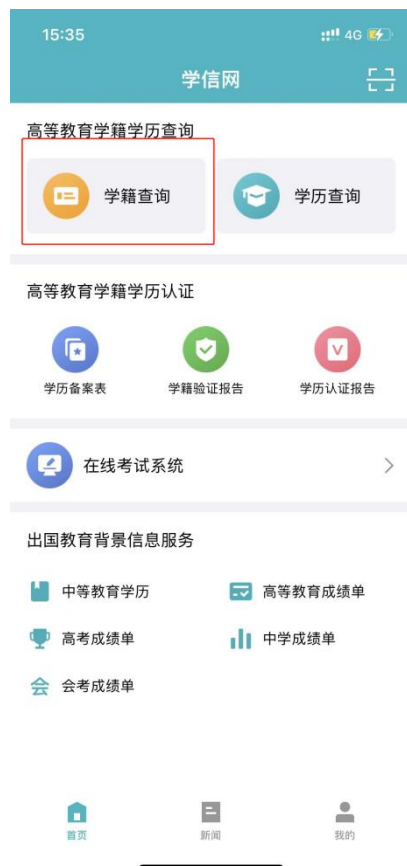 15:35 4G
学信网
高等教育学籍学历查询
学籍查询 学历查询
高等教育学籍学历认证
学历备案表 学籍验证报告 学历认证报告
在线考试系统
出国教育背景信息服务
中等教育学历 高等教育成绩单
高考成绩单 中学成绩单
会 会考成绩单
首页 新闻 我的